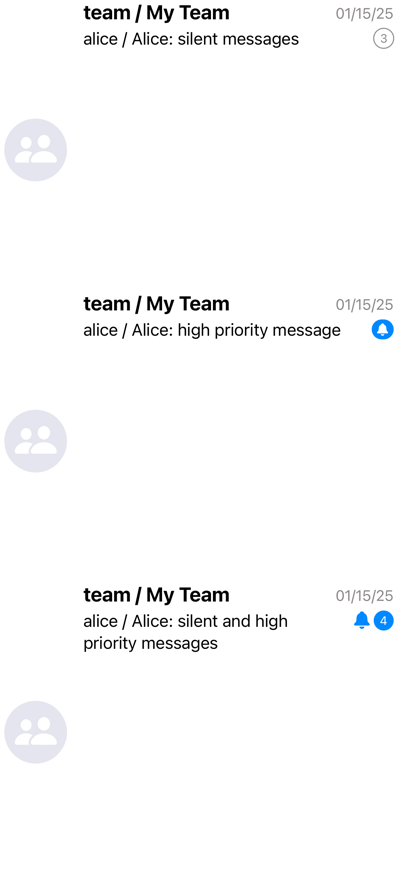 team / My Team 01/15/25
alice / Alice: silent messages 3
team / My Team 01/15/25
alice / Alice: high priority message
team / My Team 01/15/25
alice / Alice: silent and high 4
priority messages